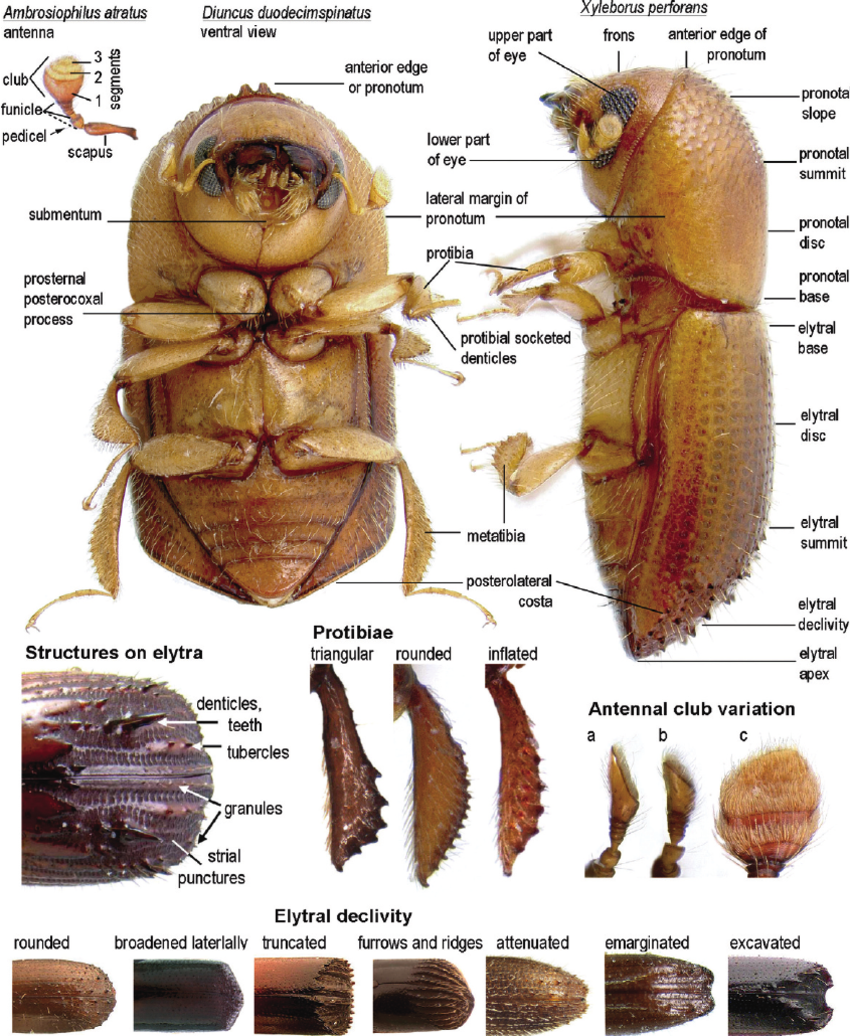 Ambrosiophilus atratus
antenna
3
2
1
segments
club
funicle
pedicel
scapus
Diuncus duodecimspinatus
ventral view
anterior edge
or pronotum
submentum
lateral margin of
pronotum
prosternal
posterocoxal
process
protibia
protibial socketed
denticles
metatibia
posterolateral
costa
Xyleborus perforans
upper part
of eye
frons
anterior edge of
pronotum
lower part
of eye
pronota
slope
pronotal
summit
pronotal
disc
pronotal
base
elytral
base
elytral
disc
elytral
summit
elytral
declivity
elytral
apex
Structures on elytra
denticles,
teeth
tubercles
granules
strial
punctures
Protibiae
triangular
rounded
inflated
Antennal club variation
a
b
c
Elytral declivity
rounded
broadened laterlally
truncated
furrows and ridges
attenuated
emarginated
excavated